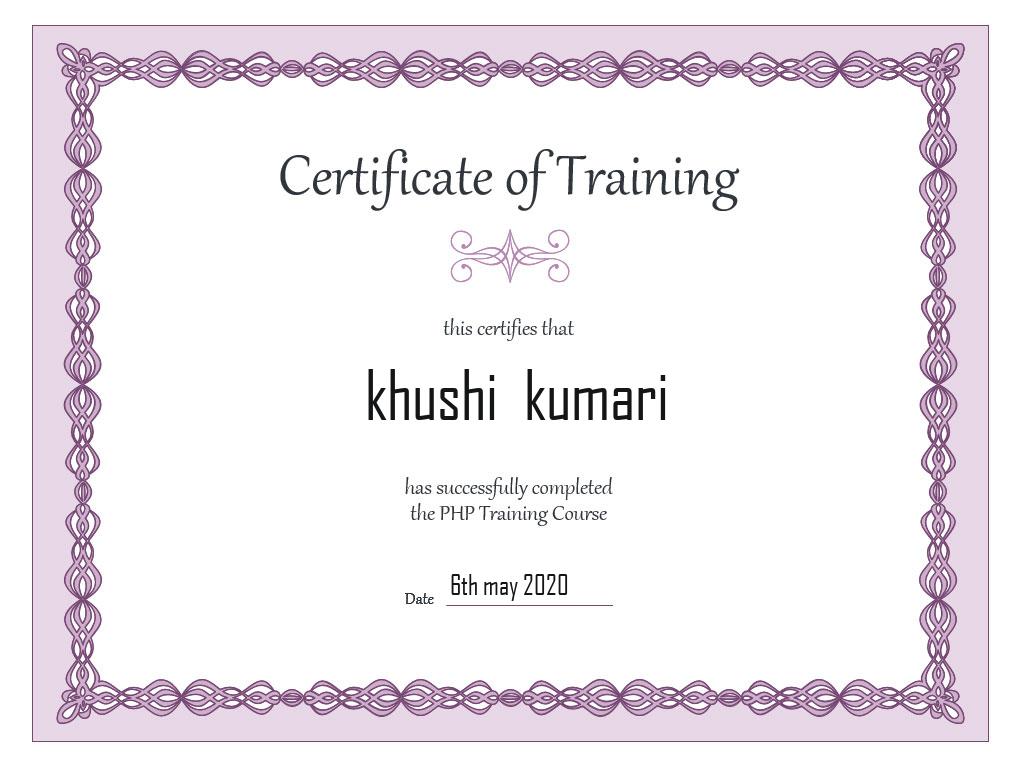 Certificate of Training
this certifies that
khushi kumari
has successfully completed
the PHP Training Course
Date 6th may 2020